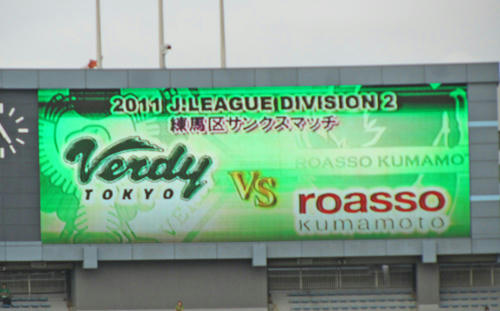 2011 J.LEAGUE DIVISION 2
練馬区サンクスマッチ
ROASSO KUMAMOT
Verdy
TOKYO
VS
roasso
kumamoto